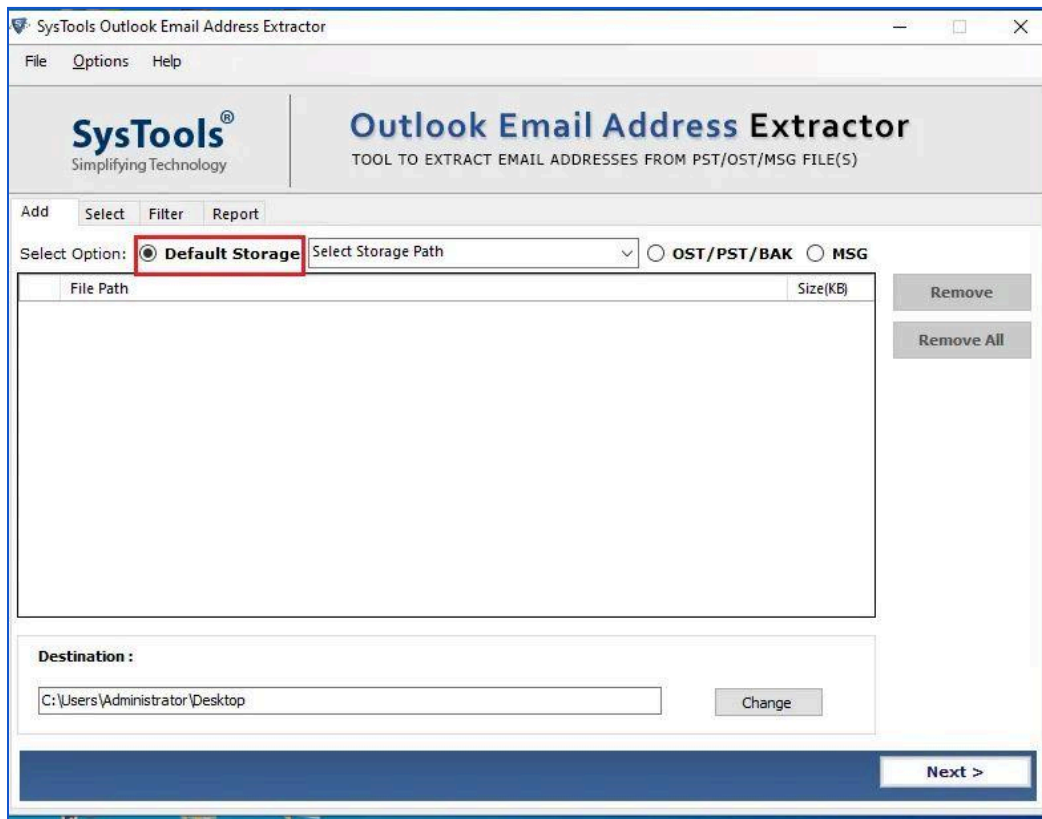 SysTools Outlook Email Address Extractor
File Options Help
SysTools®
Simplifying Technology
Outlook Email Address Extractor
TOOL TO EXTRACT EMAIL ADDRESSES FROM PST/OST/MSG FILE(S)
Add Select Filter Report
Select Option: Default Storage Select Storage Path OST/PST/BAK MSG
File Path Size(KB)
Remove
Remove All
Destination :
C:\Users\Administrator\Desktop Change
Next >